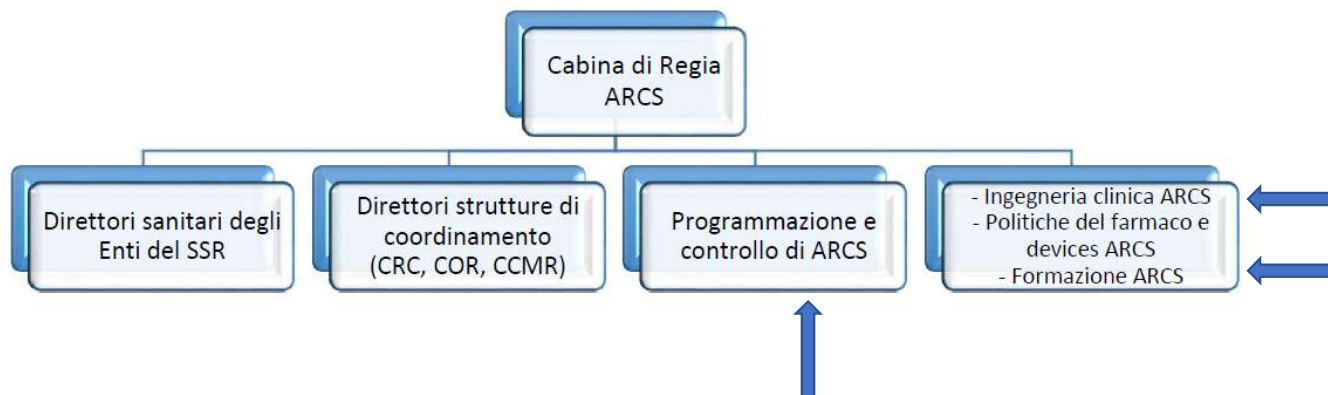 Cabina di Regia
ARCS
Direttori sanitari degli
Enti del SSR
Direttori strutture di
coordinamento
(CRC, COR, CCMR)
Programmazione e
controllo di ARCS
- Ingegneria clinica ARCS
- Politiche del farmaco e
devices ARCS
- Formazione ARCS